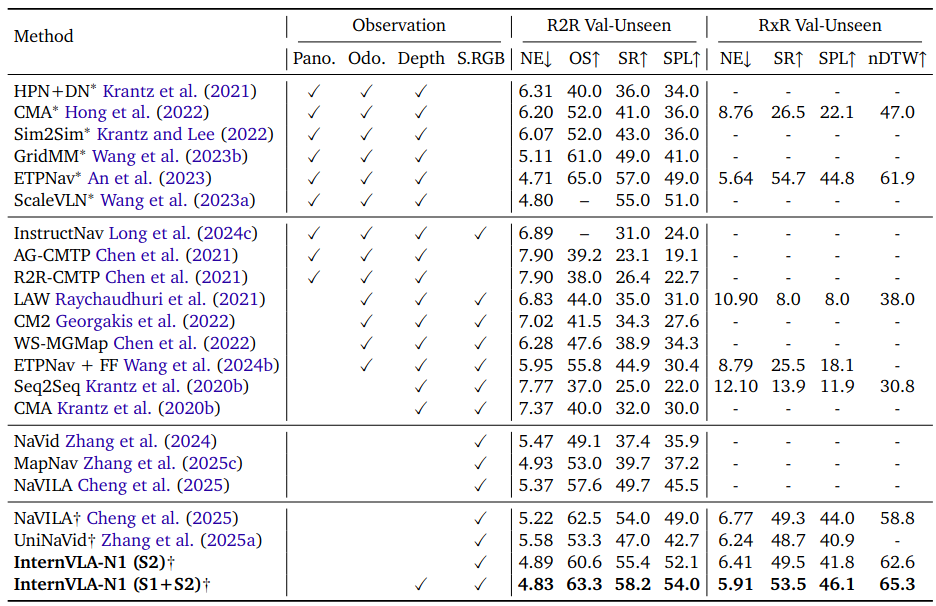 Method Observation R2R Val-Unseen RxR Val-Unseen
Pano. Odo. Depth S.RGB NE↓ OS↑ SR↑ SPL↑ NE↓ SR↑ SPL↑ nDTW↑
HPN+DN* Krantz et al. (2021) ✓ ✓ ✓ 6.31 40.0 36.0 34.0 - - - -
CMA* Hong et al. (2022) ✓ ✓ ✓ 6.20 52.0 41.0 36.0 8.76 26.5 22.1 47.0
Sim2Sim* Krantz and Lee (2022) ✓ ✓ ✓ 6.07 52.0 43.0 36.0 - - - -
GridMM* Wang et al. (2023b) ✓ ✓ ✓ 5.11 61.0 49.0 41.0 - - - -
ETPNav* An et al. (2023) ✓ ✓ ✓ 4.71 65.0 57.0 49.0 5.64 54.7 44.8 61.9
ScaleVLN* Wang et al. (2023a) ✓ ✓ ✓ 4.80 – 55.0 51.0 - - - -
InstructNav Long et al. (2024c) ✓ ✓ ✓ ✓ 6.89 – 31.0 24.0 - - - -
AG-CMTP Chen et al. (2021) ✓ ✓ ✓ 7.90 39.2 23.1 19.1 - - - -
R2R-CMTP Chen et al. (2021) ✓ ✓ ✓ 7.90 38.0 26.4 22.7 - - - -
LAW Raychaudhuri et al. (2021) ✓ ✓ ✓ 6.83 44.0 35.0 31.0 10.90 8.0 8.0 38.0
CM2 Georgakis et al. (2022) ✓ ✓ ✓ 7.02 41.5 34.3 27.6 - - - -
WS-MGMap Chen et al. (2022) ✓ ✓ ✓ 6.28 47.6 38.9 34.3 - - - -
ETPNav + FF Wang et al. (2024b) ✓ ✓ ✓ 5.95 55.8 44.9 30.4 8.79 25.5 18.1 -
Seq2Seq Krantz et al. (2020b) ✓ ✓ 7.77 37.0 25.0 22.0 12.10 13.9 11.9 30.8
CMA Krantz et al. (2020b) ✓ ✓ 7.37 40.0 32.0 30.0 - - - -
NaVid Zhang et al. (2024) ✓ 5.47 49.1 37.4 35.9 - - - -
MapNav Zhang et al. (2025c) ✓ 4.93 53.0 39.7 37.2 - - - -
NaVILA Cheng et al. (2025) ✓ 5.37 57.6 49.7 45.5 - - - -
NaVILA† Cheng et al. (2025) ✓ 5.22 62.5 54.0 49.0 6.77 49.3 44.0 58.8
UniNaVid† Zhang et al. (2025a) ✓ 5.58 53.3 47.0 42.7 6.24 48.7 40.9 -
InternVLA-N1 (S2)† ✓ 4.89 60.6 55.4 52.1 6.41 49.5 41.8 62.6
InternVLA-N1 (S1+S2)† ✓ ✓ 4.83 63.3 58.2 54.0 5.91 53.5 46.1 65.3